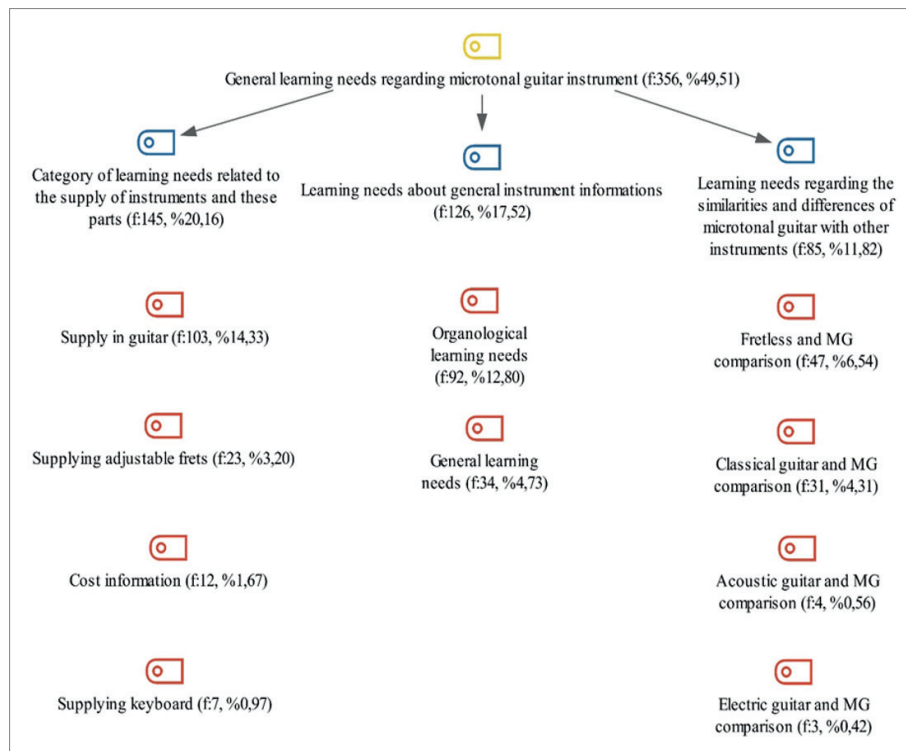 General learning needs regarding microtonal guitar instrument (f:356, %49,51)
Category of learning needs related to
the supply of instruments and these
parts (f:145, %20,16)
Learning needs about general instrument informations
(f:126, %17,52)
Learning needs regarding the
similarities and differences of
microtonal guitar with other
instruments (f:85, %11,82)
Supply in guitar (f:103, %14,33)
Organological
learning needs
(f:92, %12,80)
Fretless and MG
comparison (f:47, %6,54)
Supplying adjustable frets (f:23, %3,20)
General learning
needs (f:34, %4,73)
Classical guitar and MG
comparison (f:31, %4,31)
Cost information (f:12, %1,67)
Acoustic guitar and MG
comparison (f:4, %0,56)
Supplying keyboard (f:7, %0,97)
Electric guitar and MG
comparison (f:3, %0,42)